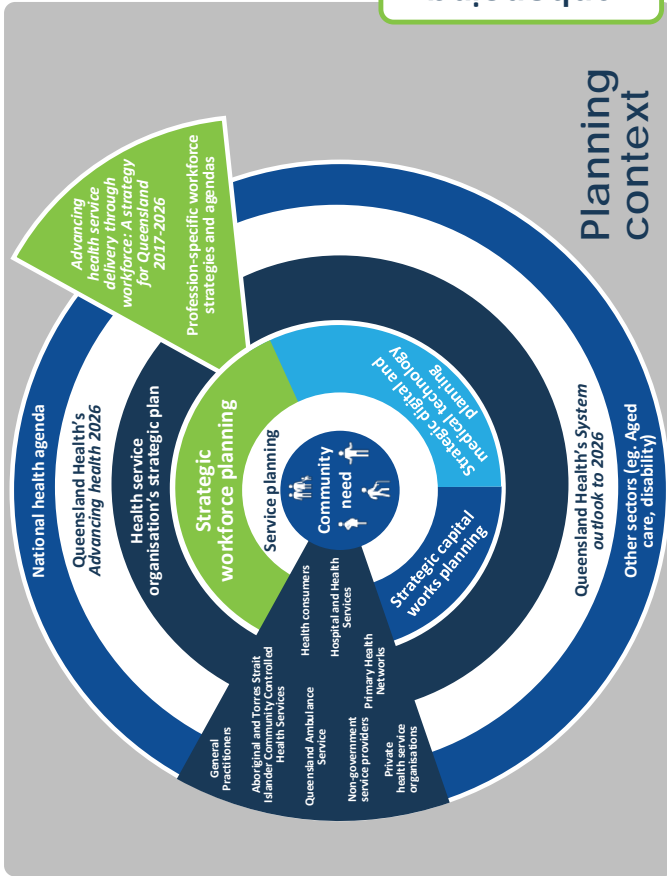 Planning
context
National health agenda
Queensland Health's
Advancing health 2026
Health service
organisation's strategic plan
Strategic
workforce planning
Service planning
Community
need
Advancing
health service
delivery through
workforce: A strategy
for Queensland
2017-2026
Profession-specific workforce
strategies and agendas
Strategic digital and
medical technology
planning
Strategic capital
works planning
Queensland Health's System
outlook to 2026
Other sectors (eg. Aged
care, disability)
General
Practitioners
Aboriginal and Torres Strait
Islander Community Controlled
Health Services
Health consumers
Queensland Ambulance
Service
Hospital and Health
Services
Non-government
service providers
Primary Health
Networks
Private
health service
organisations